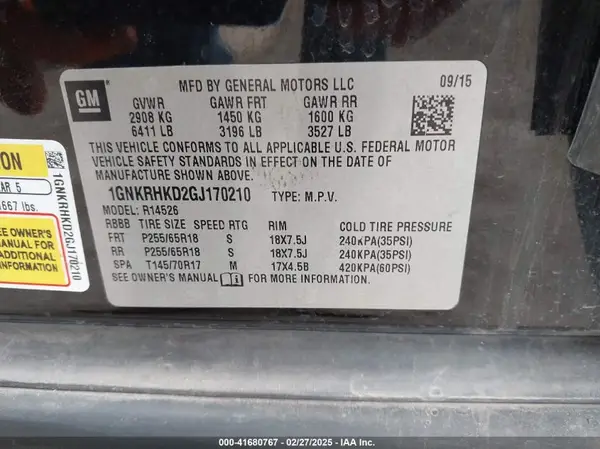 GM
MFD BY GENERAL MOTORS LLC
09/15
GVWR GAWR FRT GAWR RR
2908 KG 1450 KG 1600 KG
6411 LB 3196 LB 3527 LB
THIS VEHICLE CONFORMS TO ALL APPLICABLE U.S. FEDERAL MOTOR
VEHICLE SAFETY STANDARDS IN EFFECT ON THE DATE OF
MANUFACTURE SHOWN ABOVE.
1GNKRHKD2GJ170210 TYPE: M.P.V.
MODEL: R14526
RBBB TIRE SIZE SPEED RTG RIM COLD TIRE PRESSURE
FRT P255/65R18 S 18X7.5J 240KPA(35PSI)
RR P255/65R18 S 18X7.5J 240KPA(35PSI)
SPA T145/70R17 M 17X4.5B 420KPA(60PSI)
SEE OWNER'S MANUAL FOR MORE INFORMATION.
ION
AR 5
667 lbs.
EE OWNER'S
MANUAL FOR
ADDITIONAL
INFORMATION
1GNKRHKD2GJ170210
©COPART
000-41680767 - 02/27/2025 - IAA Inc.